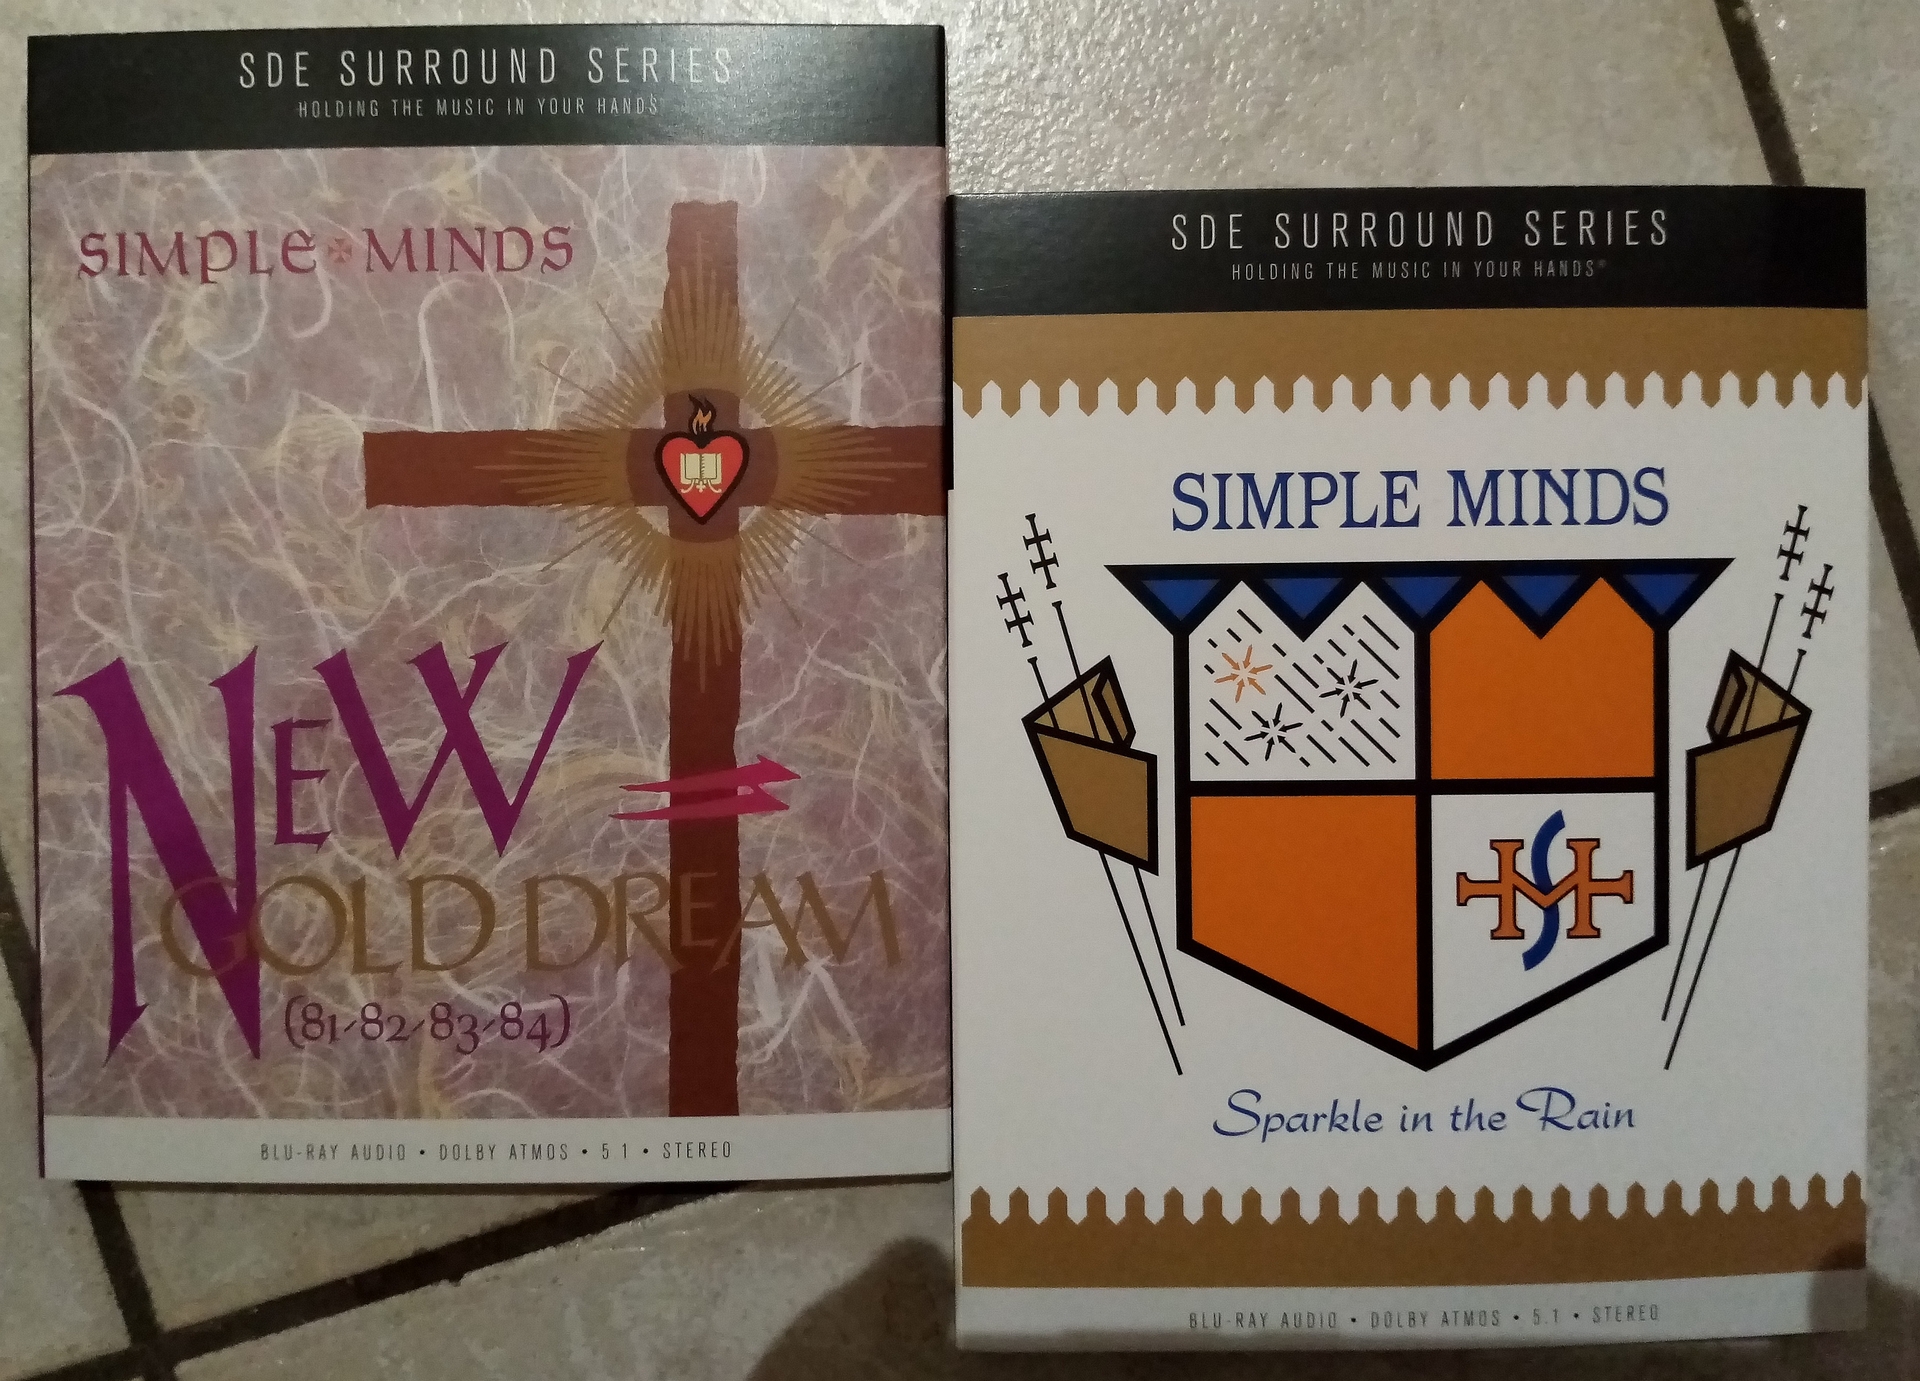 SDE SURROUND SERIES
HOLDING THE MUSIC IN YOUR HANDS
SIMPLE MINDS
NEW
GOLD DREAM
(81-82-83-84)
BLU-RAY AUDIO • DOLBY ATMOS • 5.1 • STEREO
SDE SURROUND SERIES
HOLDING THE MUSIC IN YOUR HANDS®
SIMPLE MINDS
SM
Sparkle in the Rain
BLU-RAY AUDIO • DOLBY ATMOS • 5.1 • STEREO